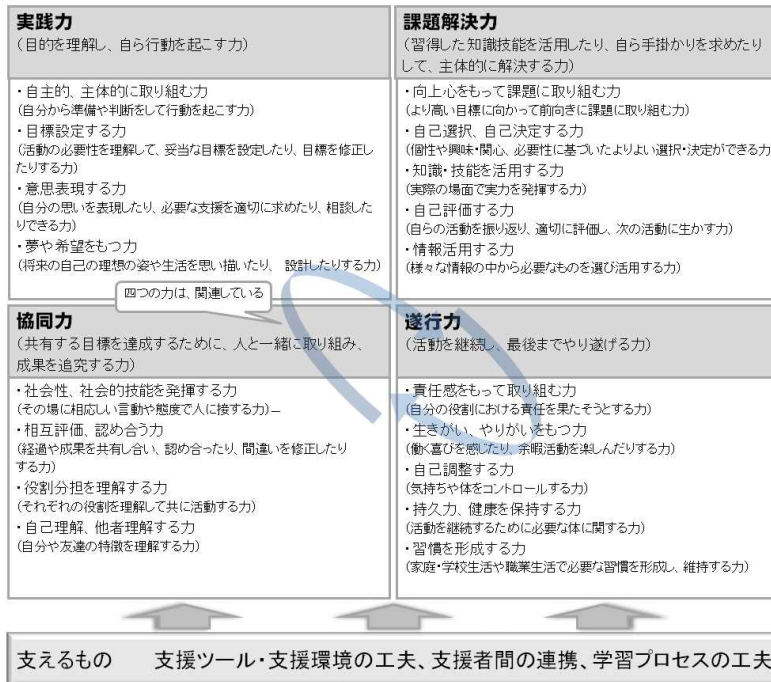 実践力
（目的を理解し、自ら行動を起こす力）
・自主的、主体的に取り組む力
（自分から準備や判断をして行動を起こす力）
・目標設定する力
（活動の必要性を理解して、妥当な目標を設定したり、目標を修正し
たりする力）
・意思表現する力
（自分の思いを表現したり、必要な支援を適切に求めたり、相談した
りできる力）
・夢や希望をもつ力
（将来の自己の理想の姿や生活を思い描いたり、設計したりする力）
課題解決力
（習得した知識技能を活用したり、自ら手掛かりを求めたり
して、主体的に解決する力）
・向上心をもって課題に取り組む力
（より高い目標に向かって前向きに課題に取り組む力）
・自己選択、自己決定する力
（個性や興味・関心、必要性に基づいたよりよい選択・決定ができる力
・知識・技能を活用する力
（実際の場面で実力を発揮する力）
・自己評価する力
（自らの活動を振り返り、適切に評価し、次の活動に生かす力）
・情報活用する力
（様々な情報の中から必要なものを選び活用する力）
四つの力は、関連している
協同力
（共有する目標を達成するために、人と一緒に取り組み、
成果を追究する力）
・社会性、社会的技能を発揮する力
（その場に相応しい言動や態度で人に接する力）－
・相互評価、認め合う力
（経過や成果を共有し合い、認め合ったり、間違いを修正したり
する力）
・役割分担を理解する力
（それぞれの役割を理解して共に活動する力）
・自己理解、他者理解する力
（自分や友達の特徴を理解する力）
遂行力
（活動を継続し、最後までやり遂げる力）
・責任感をもって取り組む力
（自分の役割における責任を果たそうとする力）
・生きがい、やりがいをもつ力
（働く喜びを感じたり、余暇活動を楽しんだりする力）
・自己調整する力
（気持ちや体をコントロールする力）
・持久力、健康を保持する力
（活動を継続するために必要な体に関する力）
・習慣を形成する力
（家庭・学校生活や職業生活で必要な習慣を形成し、維持する力）
支えるもの　支援ツール・支援環境の工夫、支援者間の連携、学習プロセスの工夫